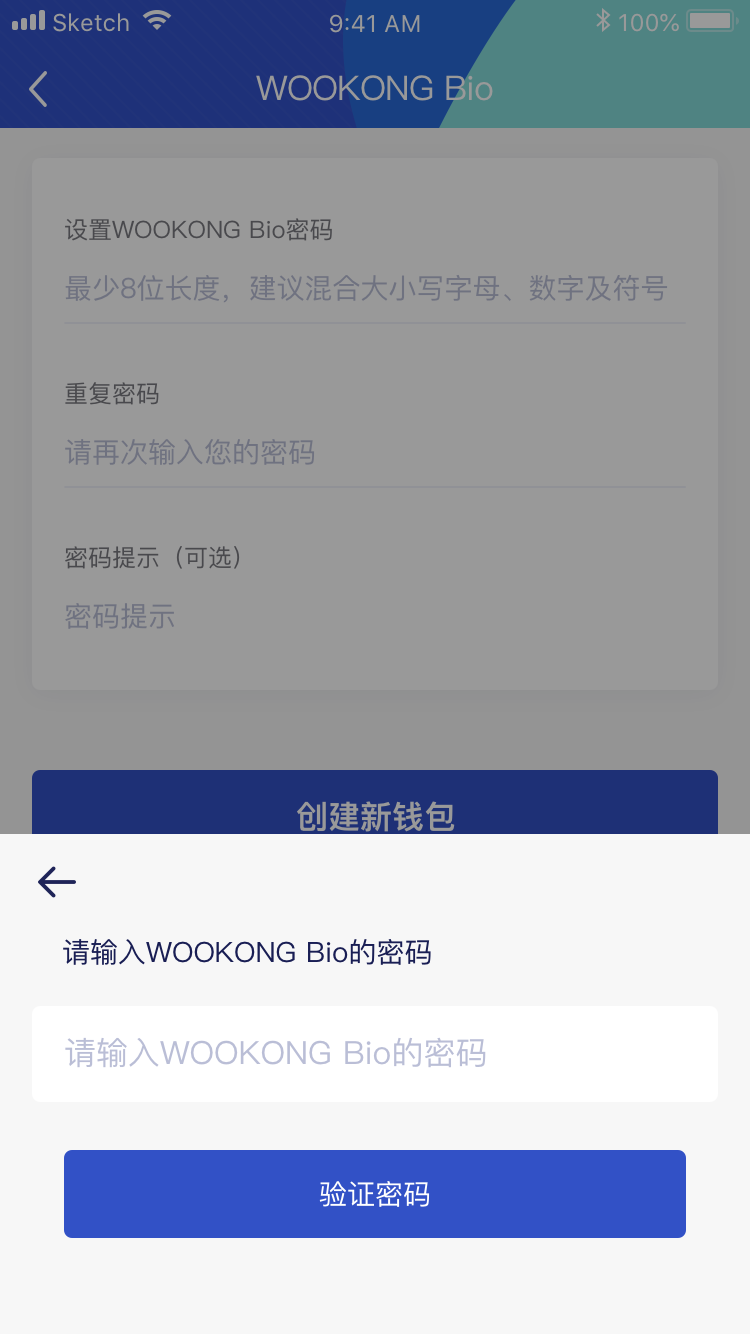 Sketch 9:41 AM 100%
WOOKONG Bio
设置WOOKONG Bio密码
最少8位长度，建议混合大小写字母、数字及符号
重复密码
请再次输入您的密码
密码提示（可选）
密码提示
创建新钱包
请输入WOOKONG Bio的密码
请输入WOOKONG Bio的密码
验证密码